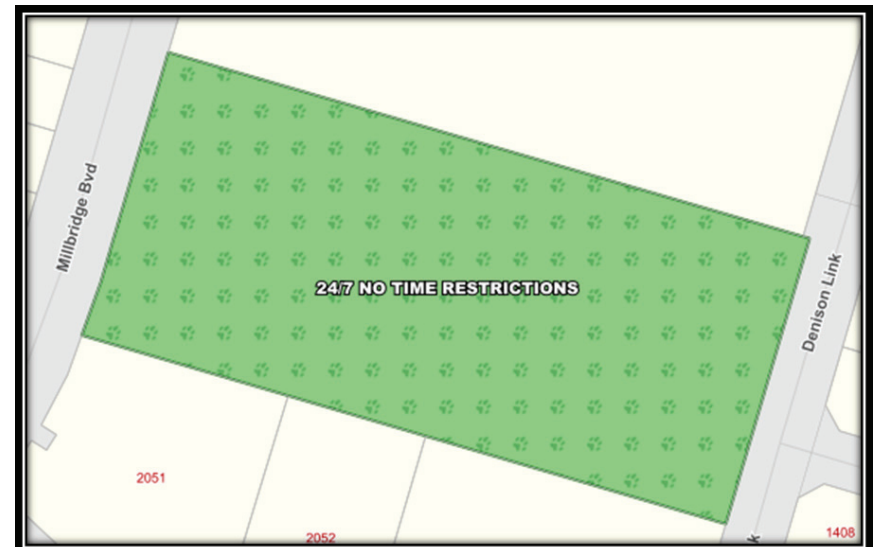 Millbridge Bvd
24/7 NO TIME RESTRICTIONS
Denison Link
2051
2052
1408
k